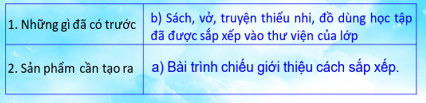 1. Những gì đã có trước
b) Sách, vở, truyện thiếu nhi, đồ dùng học tập
đã được sắp xếp vào thư viện của lớp
2. Sản phẩm cần tạo ra
a) Bài trình chiếu giới thiệu cách sắp xếp.